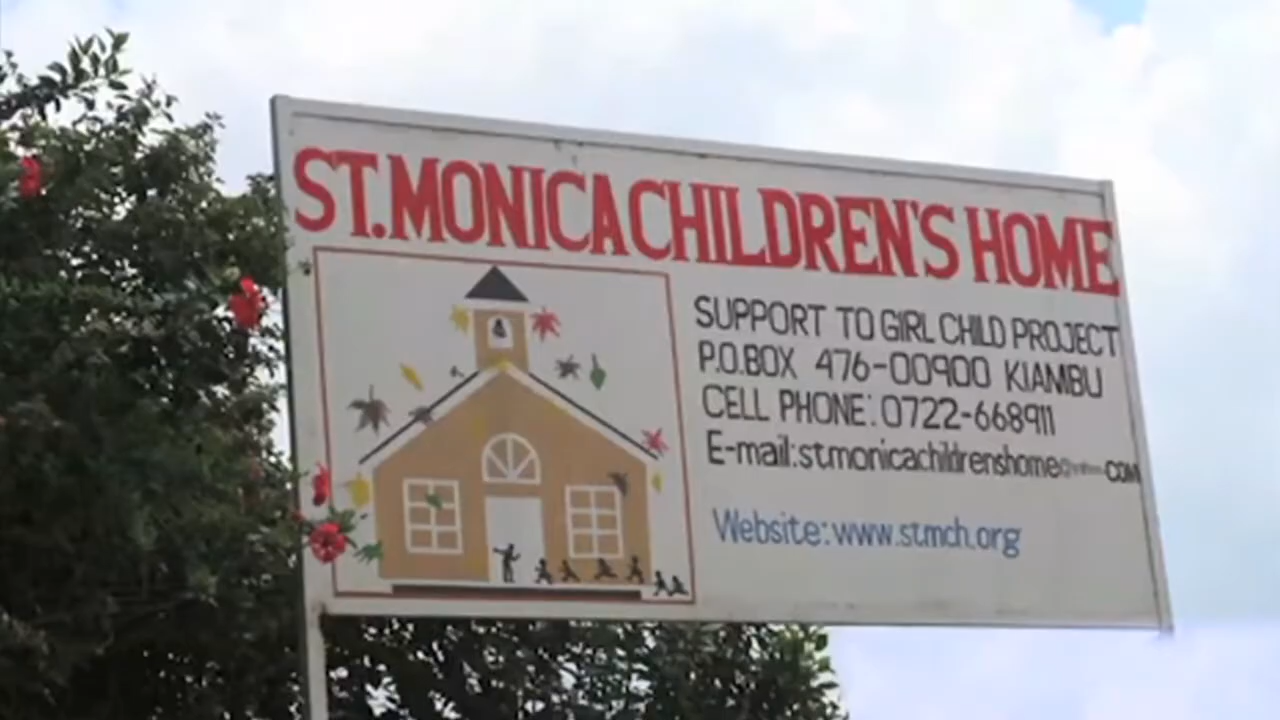 ST. MONICA CHILDREN'S HOME
SUPPORT TO GIRL CHILD PROJECT
P.O.BOX 476-00900 KIAMBU
CELL PHONE: 0722-668911
E-mail:stmonicachildrenshome@yahoo.com
Website: www.stmch.org